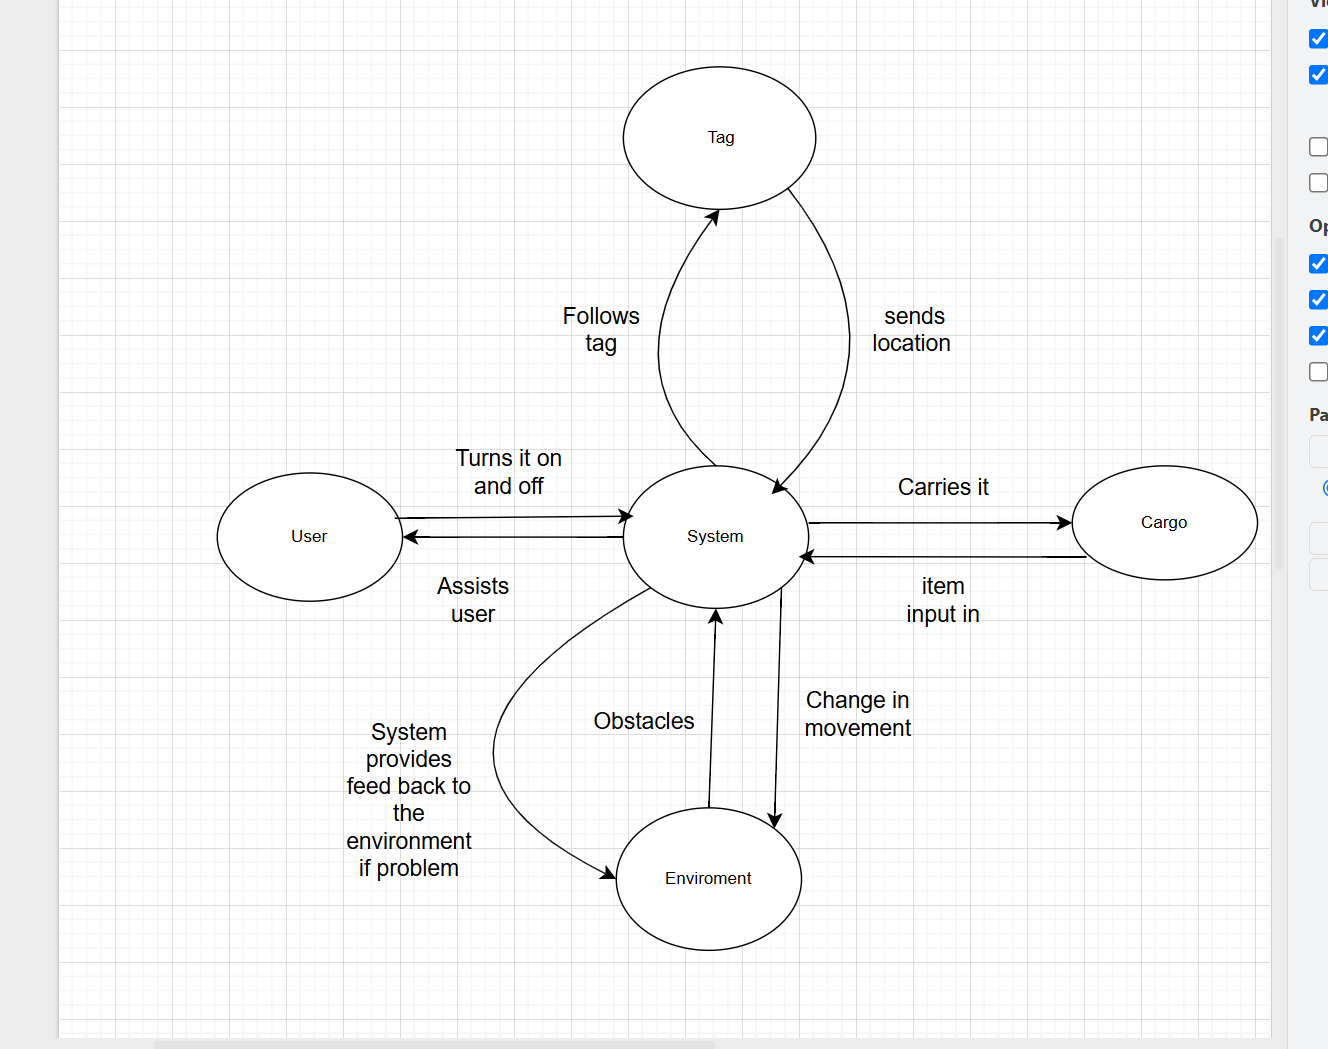 Tag
Follows
tag
sends
location
Turns it on
and off
User
System
Carries it
Cargo
Assists
user
item
input in
Obstacles
Change in
movement
System
provides
feed back to
the
environment
if problem
Enviroment
Op
Pa